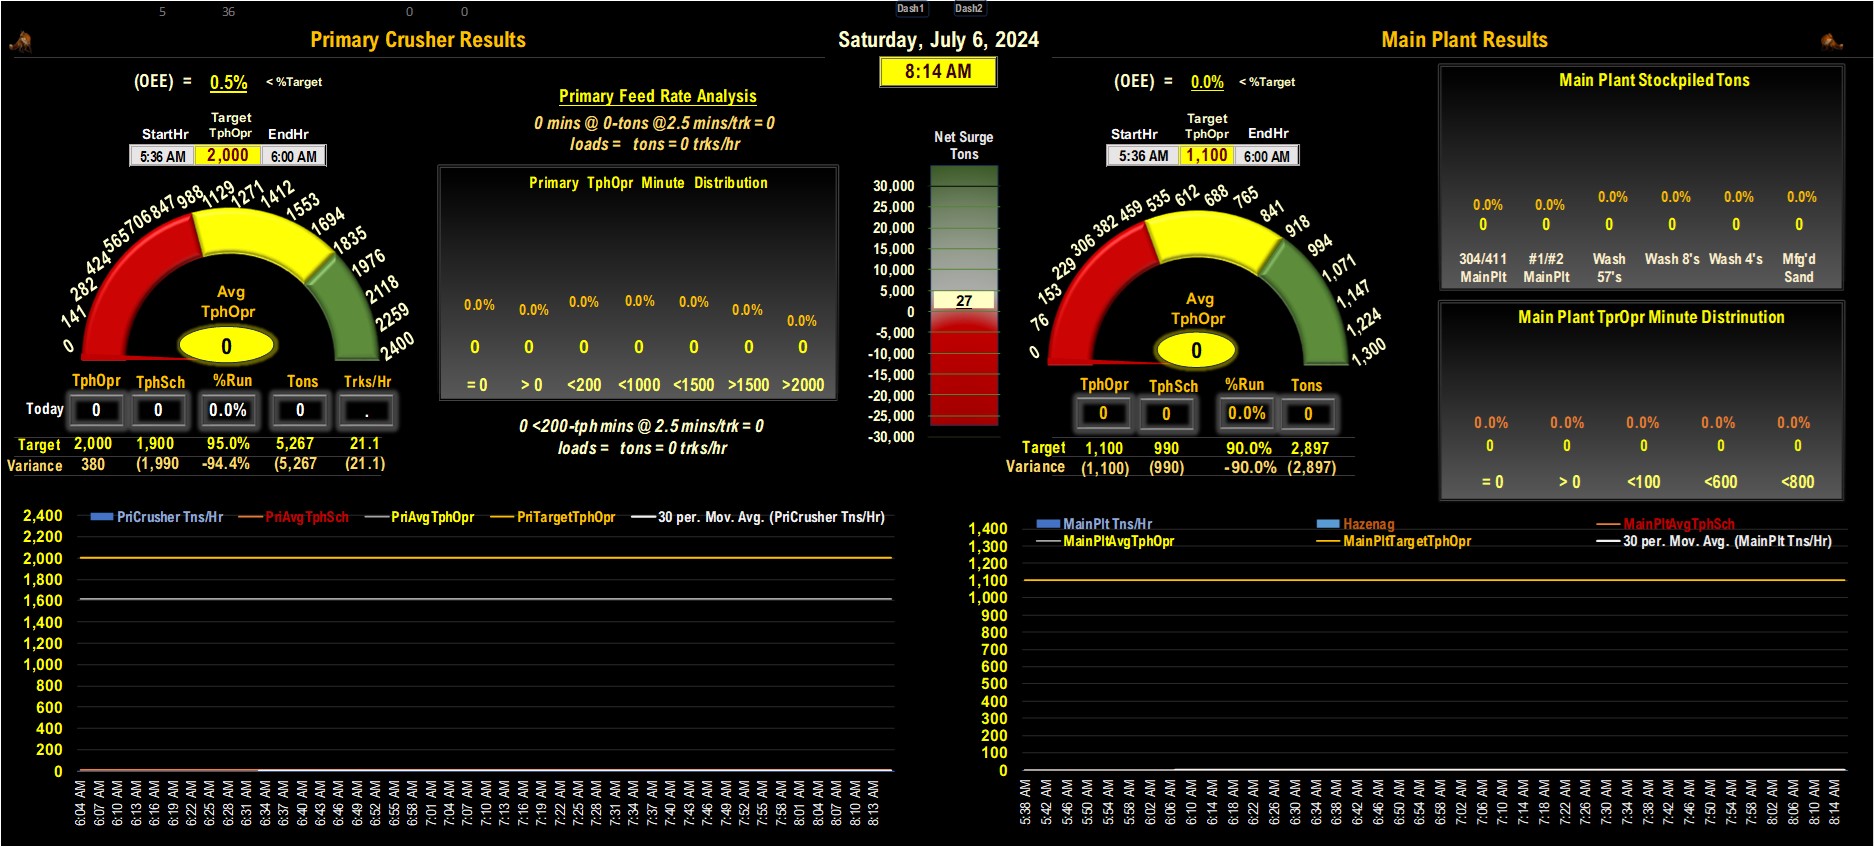 5 36 0 0 Dash1 Dash2
Primary Crusher Results
Saturday, July 6, 2024
Main Plant Results
8:14 AM
(OEE) = 0.5% < %Target
Primary Feed Rate Analysis
0 mins @ 0-tons @2.5 mins/trk = 0
loads = tons = 0 trks/hr
StartHr Target TphOpr EndHr
5:36 AM 2,000 6:00 AM
0 141 282 424 565 706 847 988 1129 1271 1412 1553 1694 1835 1976 2118 2259 2400
Avg
TphOpr
0
TphOpr TphSch %Run Tons Trks/Hr
Today 0 0 0.0% 0 .
Target 2,000 1,900 95.0% 5,267 21.1
Variance 380 (1,990 -94.4% (5,267 (21.1)
Primary TphOpr Minute Distribution
0.0% 0.0% 0.0% 0.0% 0.0% 0.0% 0.0%
0 0 0 0 0 0 0
= 0 > 0 <200 <1000 <1500 >1500 >2000
0 <200-tph mins @ 2.5 mins/trk = 0
loads = tons = 0 trks/hr
Net Surge
Tons
30,000
25,000
20,000
15,000
10,000
5,000
27
0
-5,000
-10,000
-15,000
-20,000
-25,000
-30,000
(OEE) = 0.0% < %Target
StartHr Target TphOpr EndHr
5:36 AM 1,100 6:00 AM
0 76 153 229 306 382 459 535 612 688 765 841 918 994 1,071 1,147 1,224 1,300
Avg
TphOpr
0
TphOpr TphSch %Run Tons
0 0 0.0% 0
Target 1,100 990 90.0% 2,897
Variance (1,100) (990) -90.0% (2,897)
Main Plant Stockpiled Tons
0.0% 0.0% 0.0% 0.0% 0.0% 0.0%
0 0 0 0 0 0
304/411 #1/#2 Wash Wash 8's Wash 4's Mfg'd
MainPlt MainPlt 57's Sand
Main Plant TprOpr Minute Distrinution
0.0% 0.0% 0.0% 0.0% 0.0%
0 0 0 0 0
= 0 > 0 <100 <600 <800
PriCrusher Tns/Hr PriAvgTphSch PriAvgTphOpr PriTargetTphOpr 30 per. Mov. Avg. (PriCrusher Tns/Hr)
2,400
2,200
2,000
1,800
1,600
1,400
1,200
1,000
800
600
400
200
0
6:04 AM 6:07 AM 6:10 AM 6:13 AM 6:16 AM 6:19 AM 6:22 AM 6:25 AM 6:28 AM 6:31 AM 6:34 AM 6:37 AM 6:40 AM 6:43 AM 6:46 AM 6:49 AM 6:52 AM 6:55 AM 6:58 AM 7:01 AM 7:04 AM 7:07 AM 7:10 AM 7:13 AM 7:16 AM 7:19 AM 7:22 AM 7:25 AM 7:28 AM 7:31 AM 7:34 AM 7:37 AM 7:40 AM 7:43 AM 7:46 AM 7:49 AM 7:52 AM 7:55 AM 7:58 AM 8:01 AM 8:04 AM 8:07 AM 8:10 AM 8:13 AM
MainPlt Tns/Hr Hazenag MainPltAvgTphSch
MainPltAvgTphOpr MainPltTargetTphOpr 30 per. Mov. Avg. (MainPlt Tns/Hr)
1,400
1,300
1,200
1,100
1,000
900
800
700
600
500
400
300
200
100
0
5:38 AM 5:42 AM 5:46 AM 5:50 AM 5:54 AM 5:58 AM 6:02 AM 6:06 AM 6:10 AM 6:14 AM 6:18 AM 6:22 AM 6:26 AM 6:30 AM 6:34 AM 6:38 AM 6:42 AM 6:46 AM 6:50 AM 6:54 AM 6:58 AM 7:02 AM 7:06 AM 7:10 AM 7:14 AM 7:18 AM 7:22 AM 7:26 AM 7:30 AM 7:34 AM 7:38 AM 7:42 AM 7:46 AM 7:50 AM 7:54 AM 7:58 AM 8:02 AM 8:06 AM 8:10 AM 8:14 AM